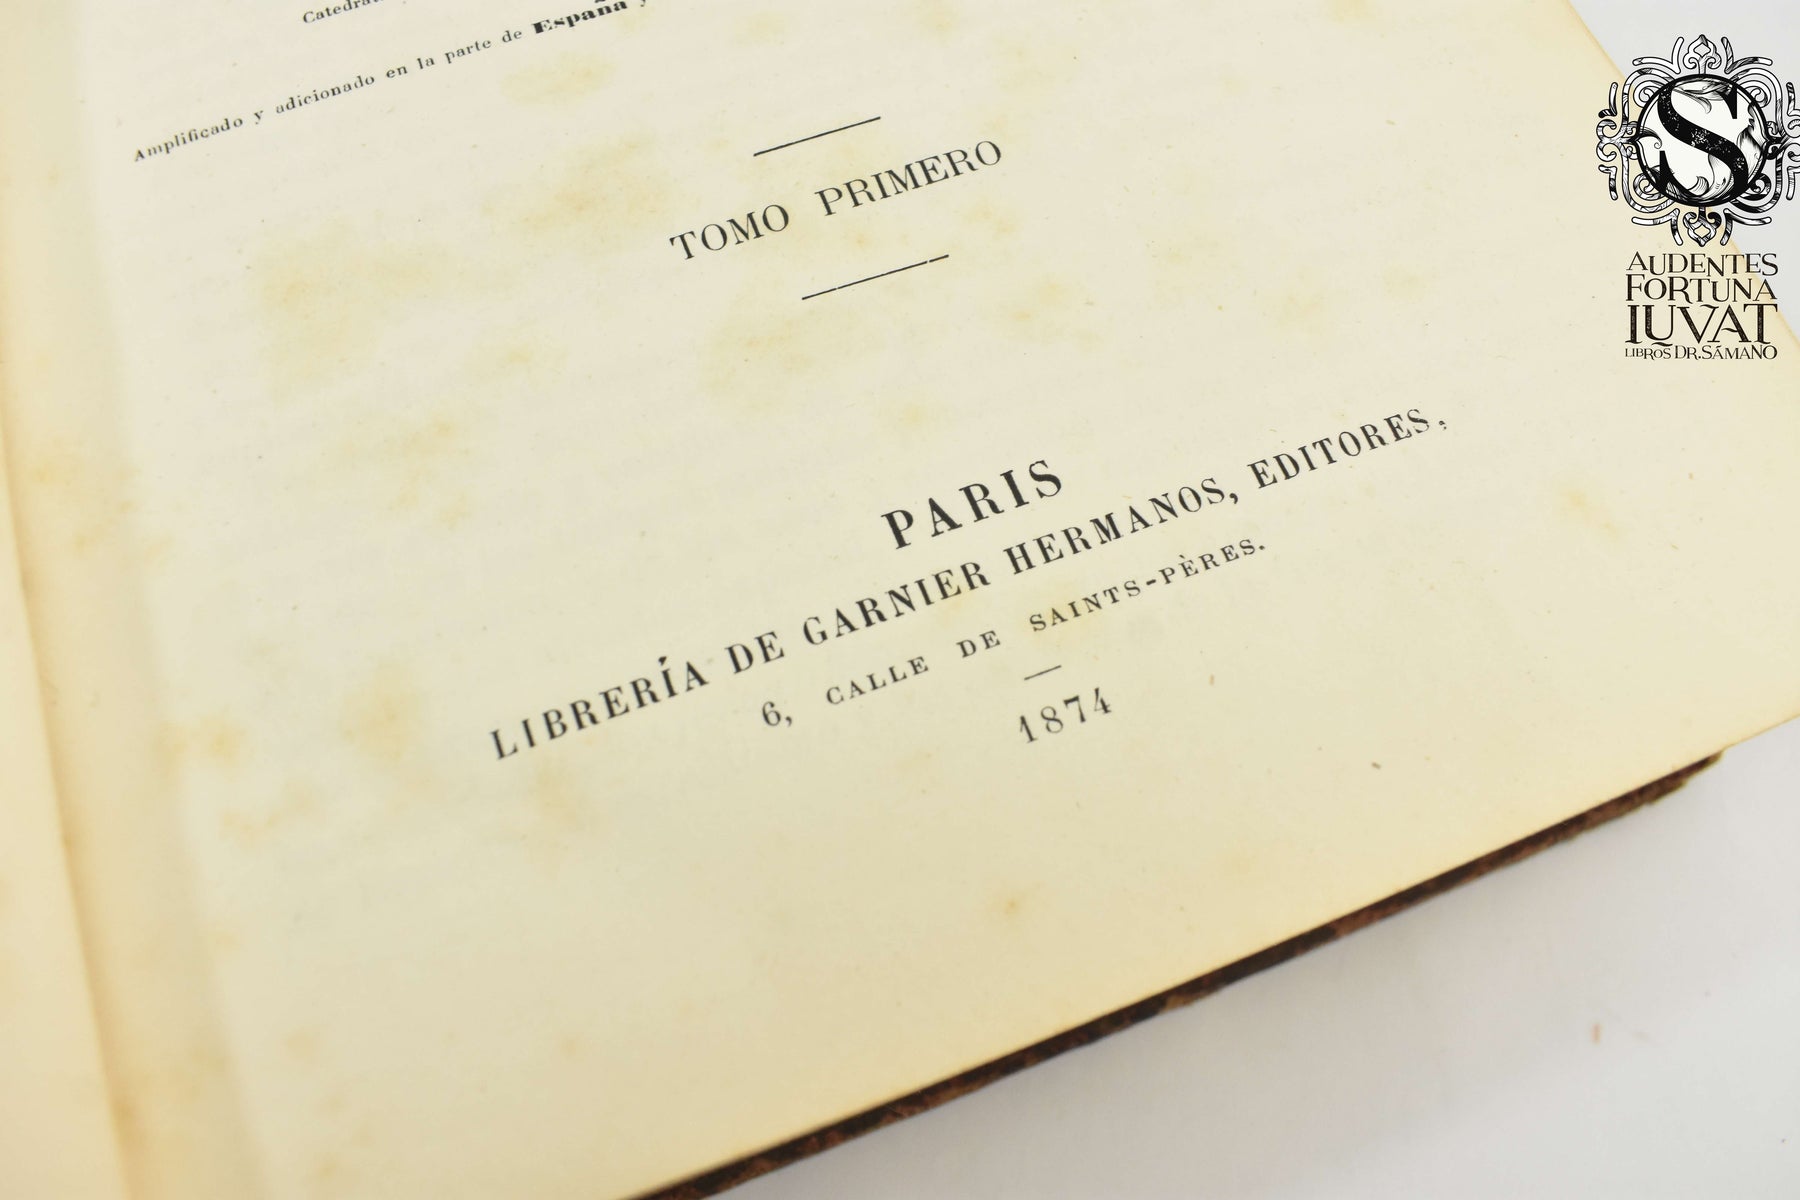 Amplificado y adicionado en la parte de España y
TOMO PRIMERO
PARIS
LIBRERÍA DE GARNIER HERMANOS, EDITORES,
6, CALLE DE SAINTS-PÈRES.
1874
S
AUDENTES
FORTUNA
IUVAT
LIBROS DR. SÁMANO